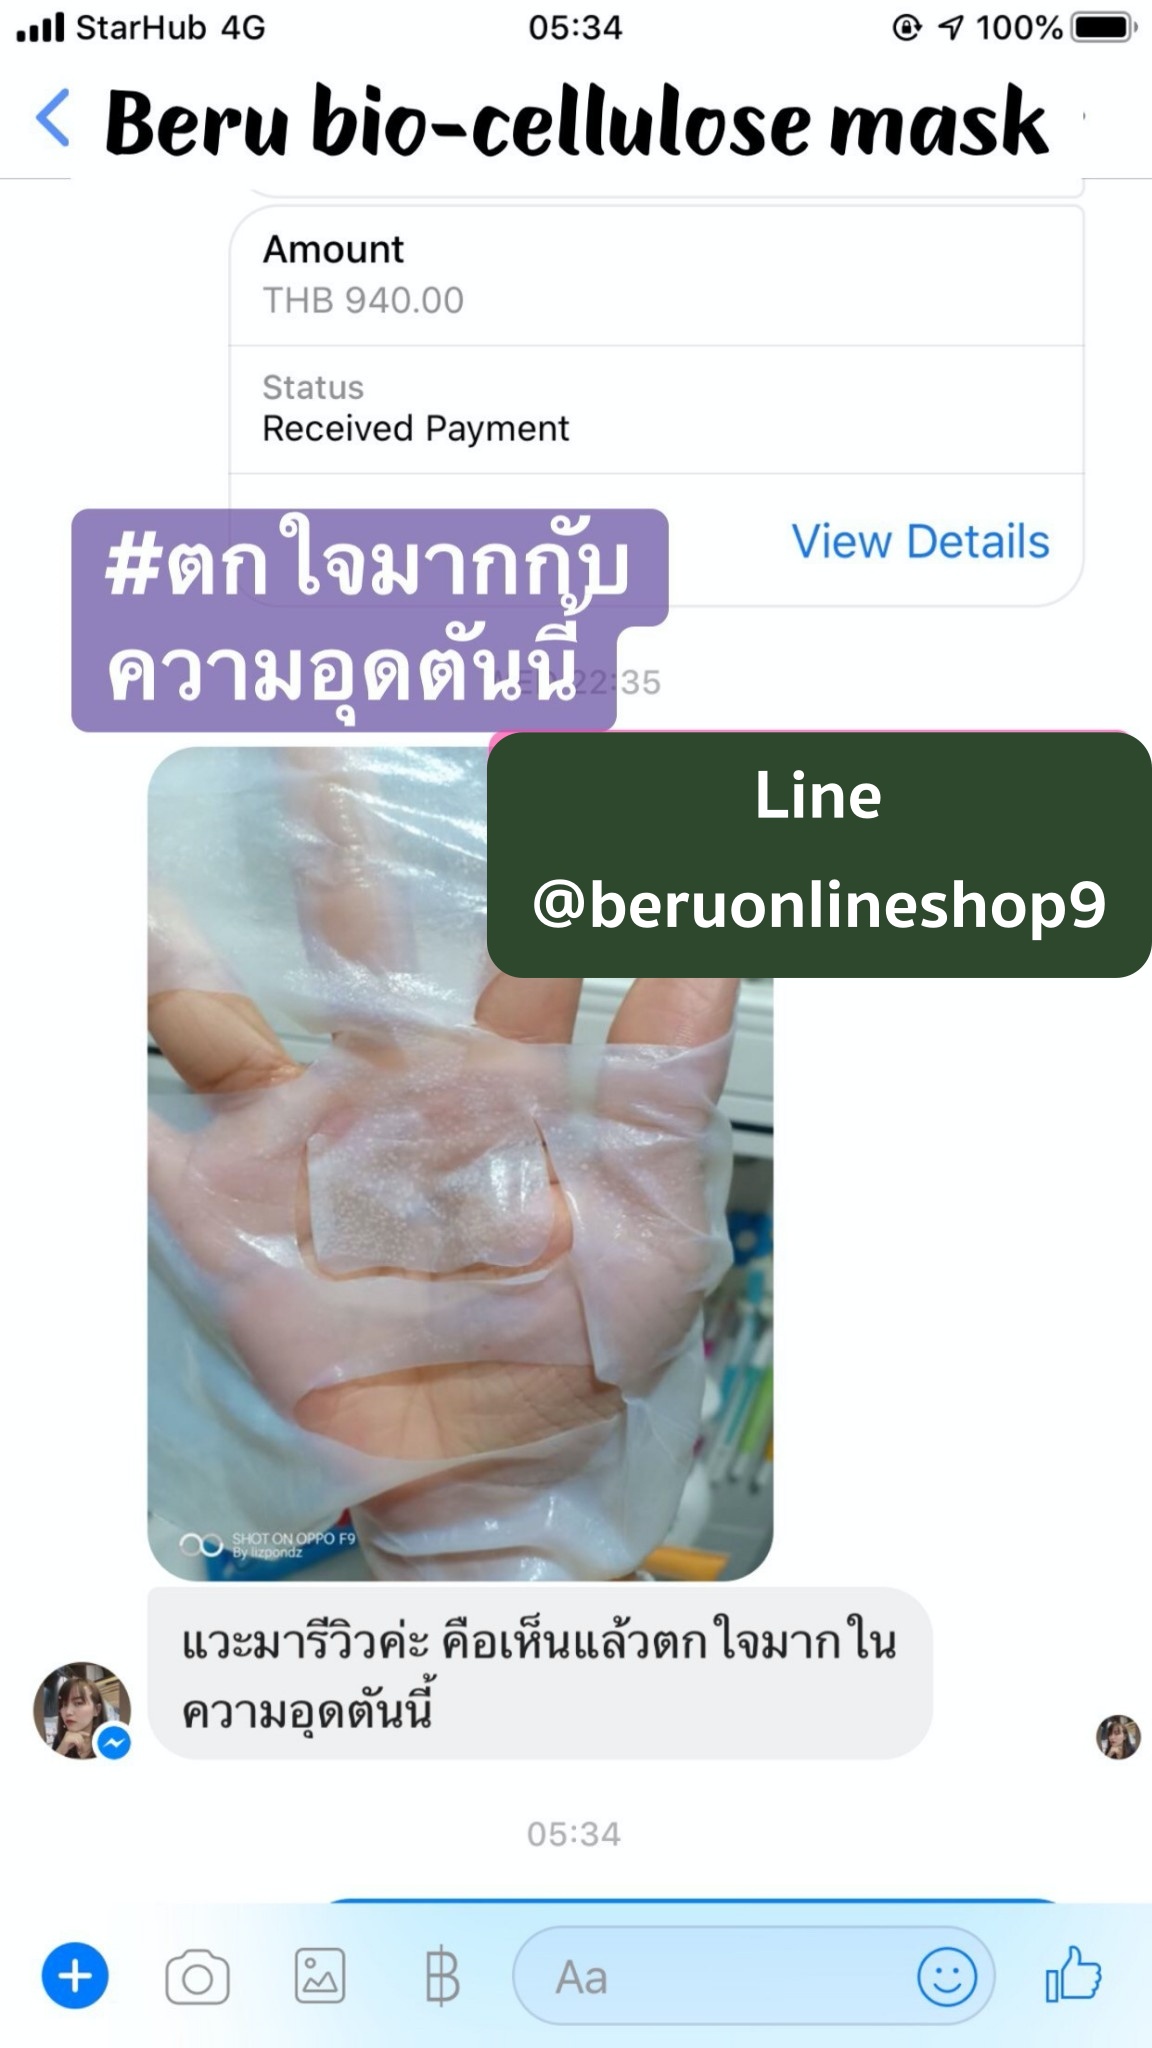 StarHub 4G
05:34
100%
Beru bio-cellulose mask
Amount
THB 940.00
Status
Received Payment
View Details
#ตกใจมากกับ
ความอุดตันนี้
22:35
Line
@beruonlineshop9
SHOT ON OPPO F9
By lizpondz
แวะมารีวิวค่ะ คือเห็นแล้วตกใจมากใน
ความอุดตันนี้
05:34
Aa